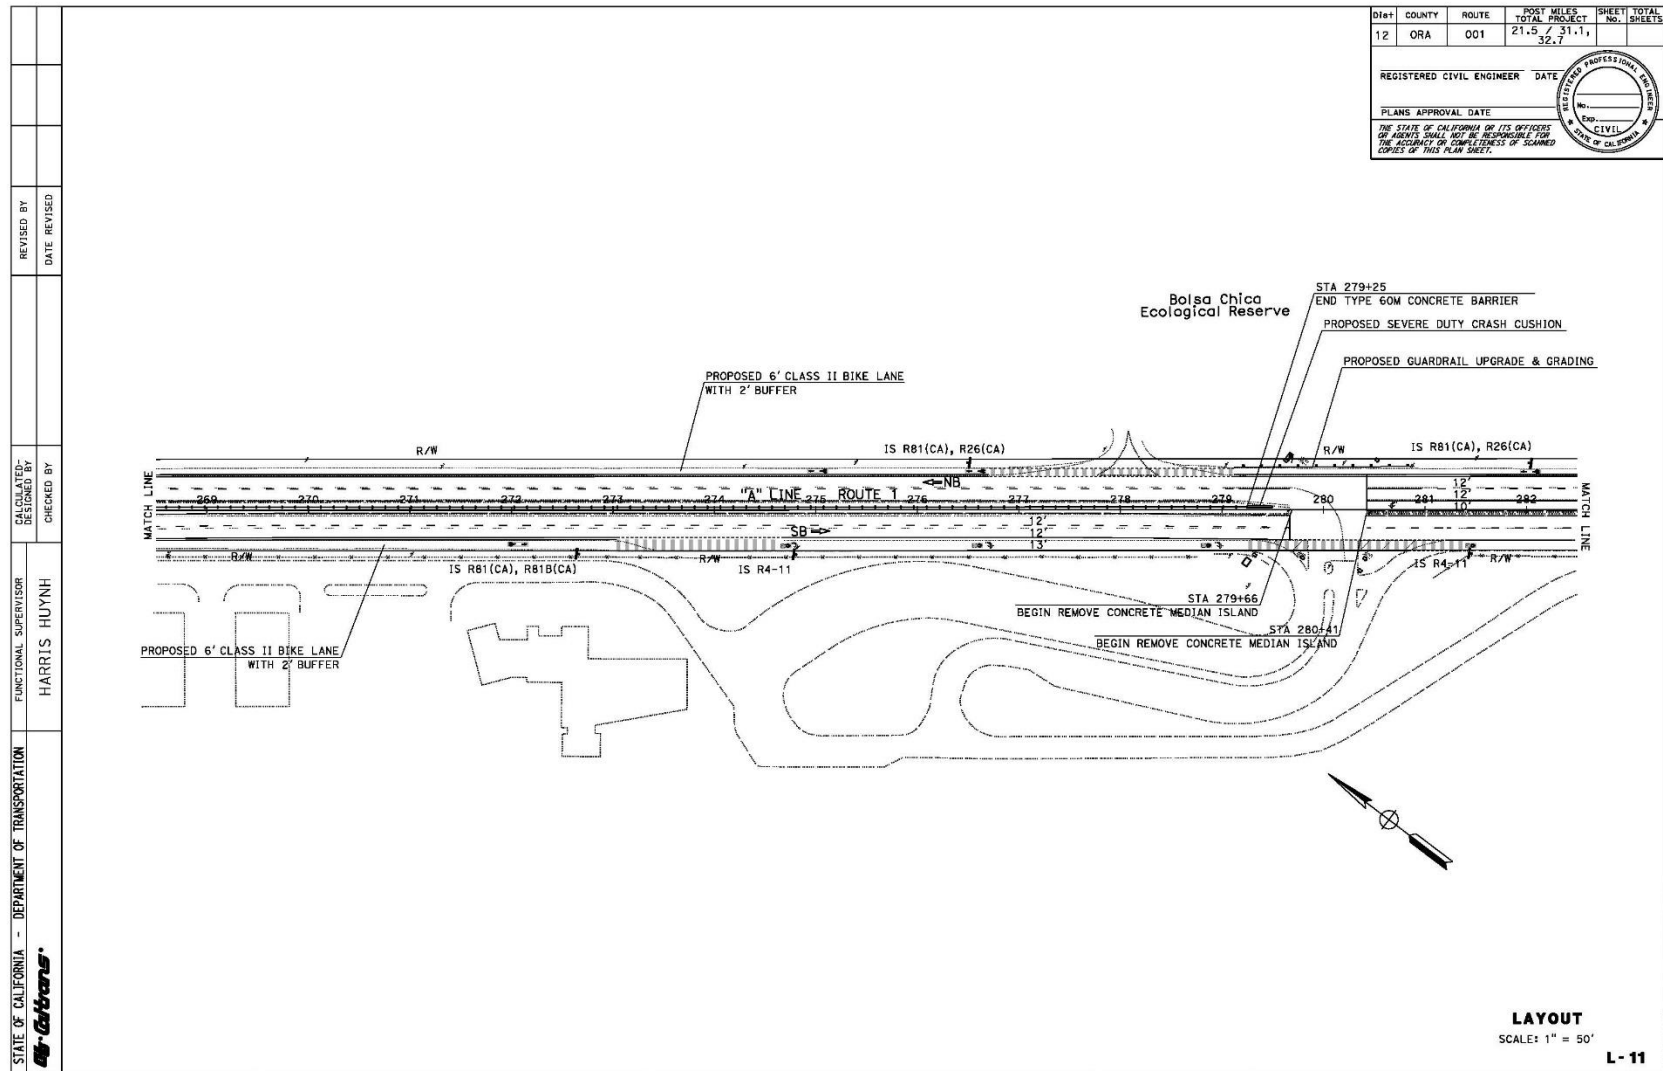 Dist COUNTY ROUTE POST MILES TOTAL PROJECT SHEET No. TOTAL SHEETS
12 ORA 001 21.5 / 31.1, 32.7
REGISTERED CIVIL ENGINEER DATE
PLANS APPROVAL DATE
THE STATE OF CALIFORNIA OR ITS OFFICERS
OR AGENTS SHALL NOT BE RESPONSIBLE FOR
THE ACCURACY OR COMPLETENESS OF SCANNED
COPIES OF THIS PLAN SHEET.
REGISTERED PROFESSIONAL ENGINEER
No.
Exp.
CIVIL
STATE OF CALIFORNIA
REVISED BY
DATE REVISED
CALCULATED-
DESIGNED BY
CHECKED BY
FUNCTIONAL SUPERVISOR
HARRIS HUYNH
STATE OF CALIFORNIA - DEPARTMENT OF TRANSPORTATION
Caltrans
Bolsa Chica
Ecological Reserve
STA 279+25
END TYPE 60M CONCRETE BARRIER
PROPOSED SEVERE DUTY CRASH CUSHION
PROPOSED GUARDRAIL UPGRADE & GRADING
PROPOSED 6' CLASS II BIKE LANE
WITH 2' BUFFER
R/W
IS R81(CA), R26(CA)
R/W
IS R81(CA), R26(CA)
MATCH LINE
NB
269 270 271 272 273 274 "A" LINE 275 ROUTE 1 276 277 278 279 280 281 282
12'
12'
10'
MATCH LINE
SB
12'
12'
13'
R/W
IS R81(CA), R81B(CA)
R/W
IS R4-11
IS R4-11
R/W
STA 279+66
BEGIN REMOVE CONCRETE MEDIAN ISLAND
STA 280+41
BEGIN REMOVE CONCRETE MEDIAN ISLAND
PROPOSED 6' CLASS II BIKE LANE
WITH 2' BUFFER
LAYOUT
SCALE: 1" = 50'
L-11